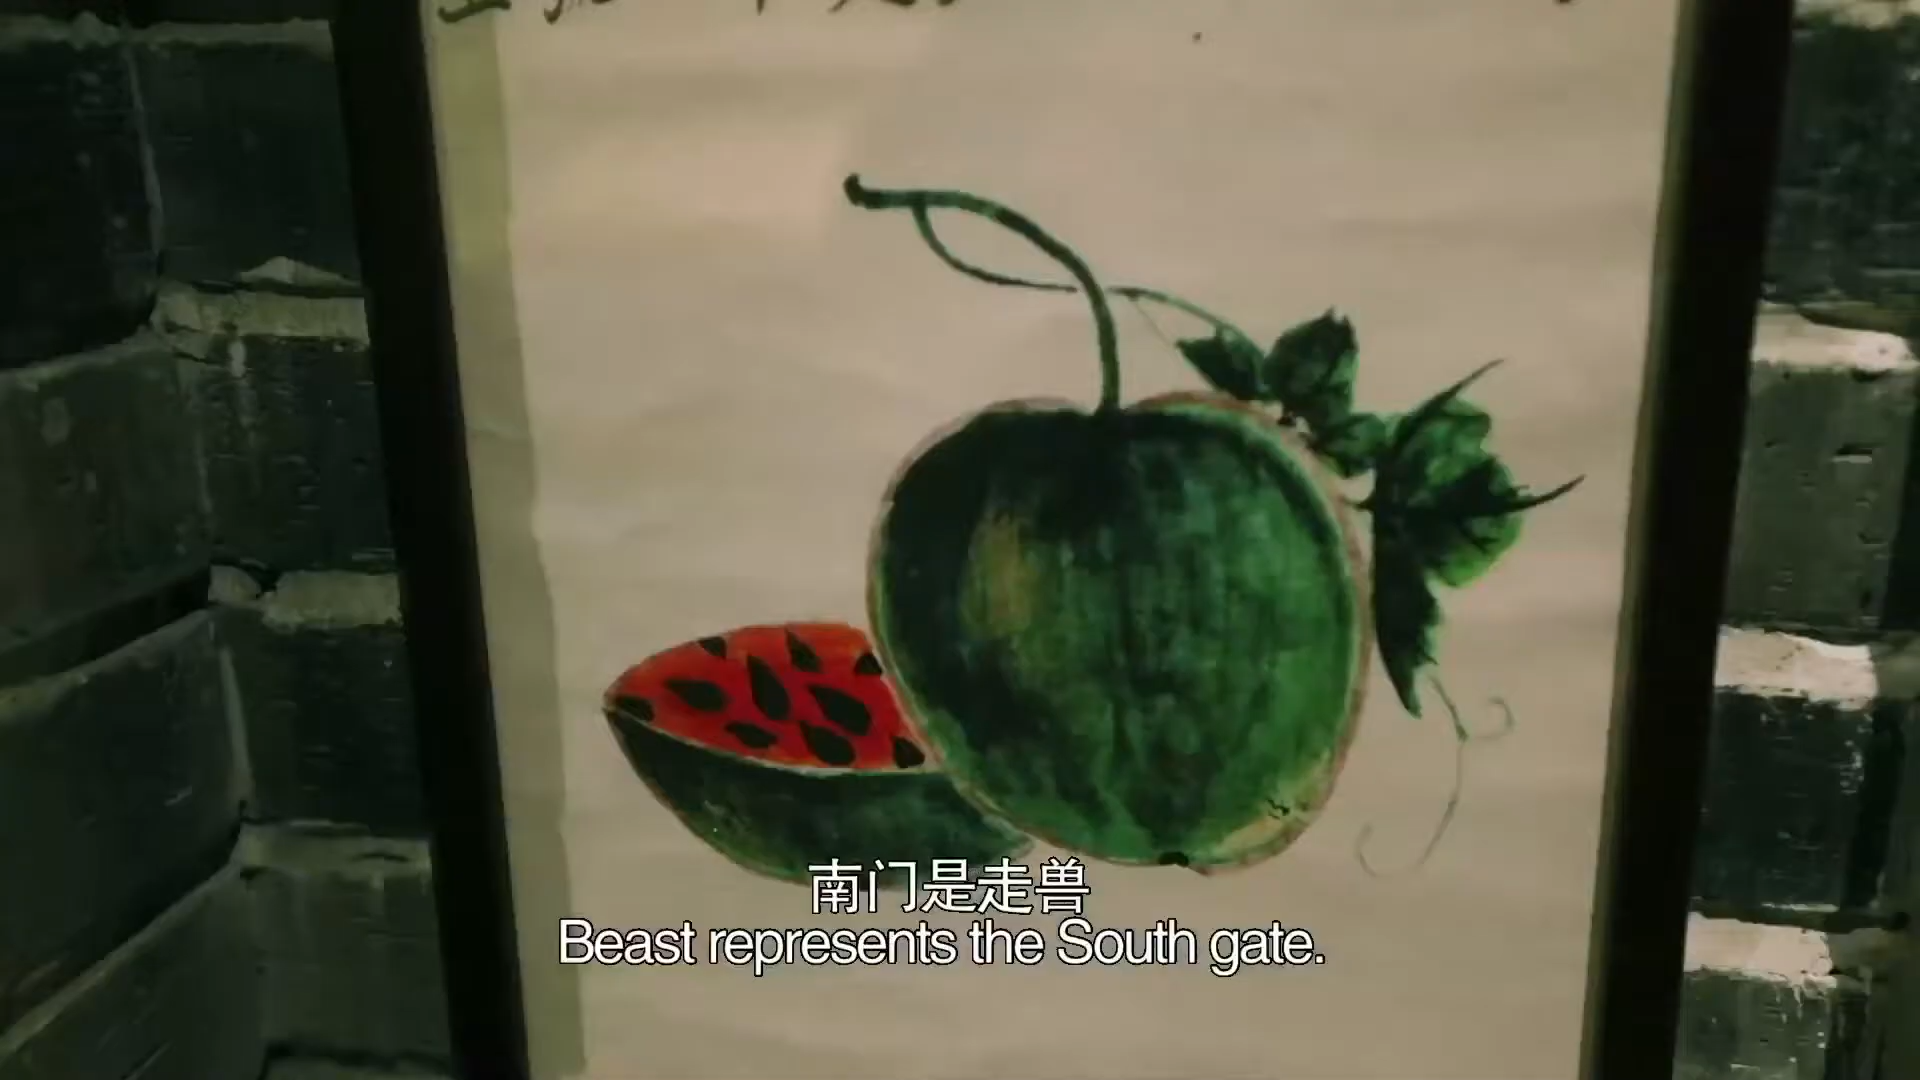 南门是走兽
Beast represents the South gate.